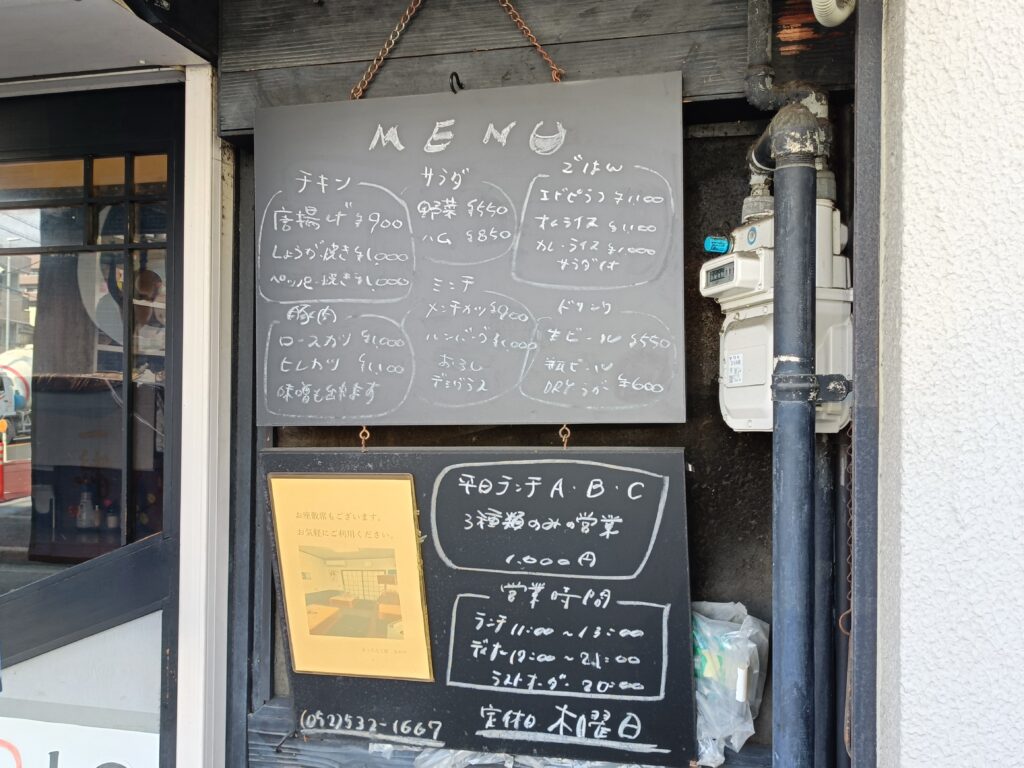 MENU
チキン
唐揚げ ¥900
しょうが焼き ¥1,000
ペッパー焼き ¥1,000
豚肉
ロースカツ ¥1,000
ヒレカツ ¥1,100
味噌も出来ます
サラダ
野菜 ¥550
ハム ¥850
ミンチ
メンチカツ ¥900
ハンバーグ ¥1,000
おろし
デミグラス
ごはん
エビピラフ ¥1,100
オムライス ¥1,100
カレーライス ¥1,000
サラダ付
ドリンク
生ビール ¥550
瓶ビール
DRY ラガー ¥600
お座敷席もございます。
お気軽にご利用ください。
平日ランチ A・B・C
3種類のみの営業
1,000円
営業時間
ランチ 11:00~13:00
ディナー 17:00~21:00
ラストオーダー 20:00
(052)532-1667
定休日 木曜日